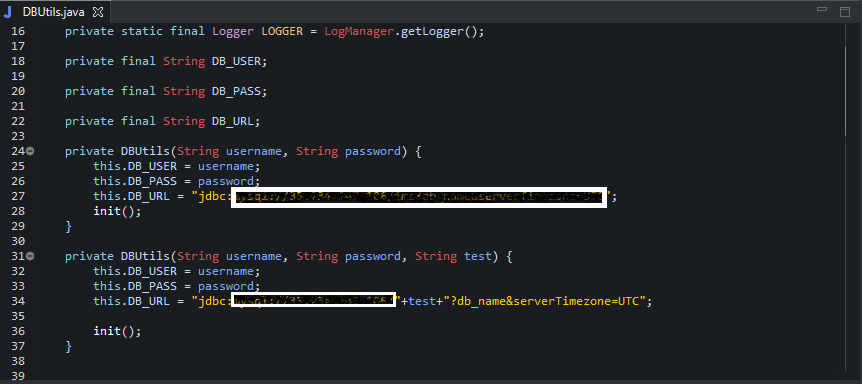 DBUtils.java
16 private static final Logger LOGGER = LogManager.getLogger();
17
18 private final String DB_USER;
19
20 private final String DB_PASS;
21
22 private final String DB_URL;
23
24 private DBUtils(String username, String password) {
25 this.DB_USER = username;
26 this.DB_PASS = password;
27 this.DB_URL = "jdbc: ";
28 init();
29 }
30
31 private DBUtils(String username, String password, String test) {
32 this.DB_USER = username;
33 this.DB_PASS = password;
34 this.DB_URL = "jdbc: "+test+"?db_name&serverTimezone=UTC";
35
36 init();
37 }
38
39